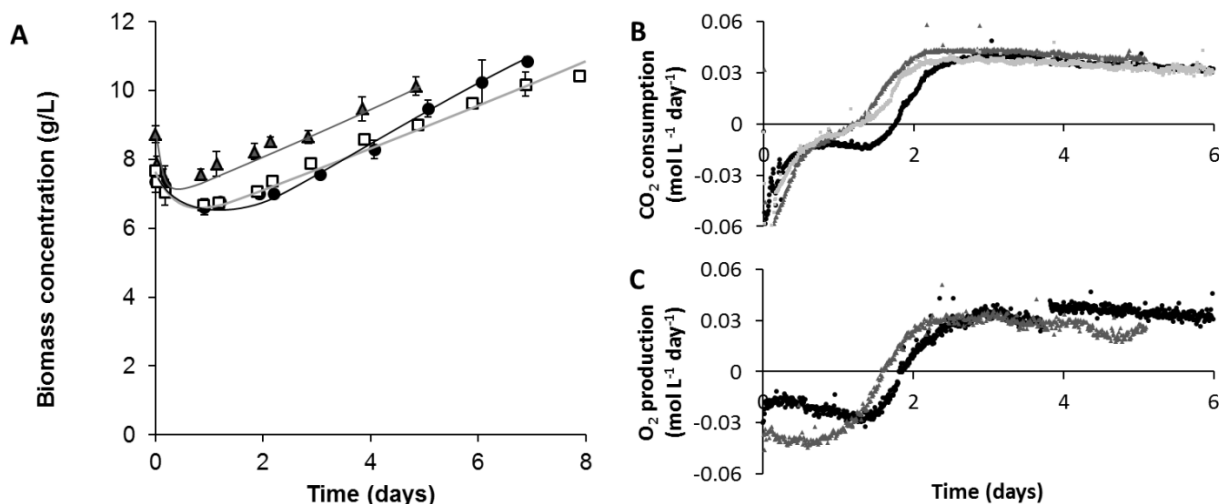 A
Biomass concentration (g/L)
12
10
8
6
4
2
0
0 2 4 6 8
Time (days)
B
CO2 consumption
(mol L-1 day-1)
0.06
0.03
0
-0.03
-0.06
0 2 4 6
C
O2 production
(mol L-1 day-1)
0.06
0.03
0
-0.03
-0.06
0 2 4 6
Time (days)